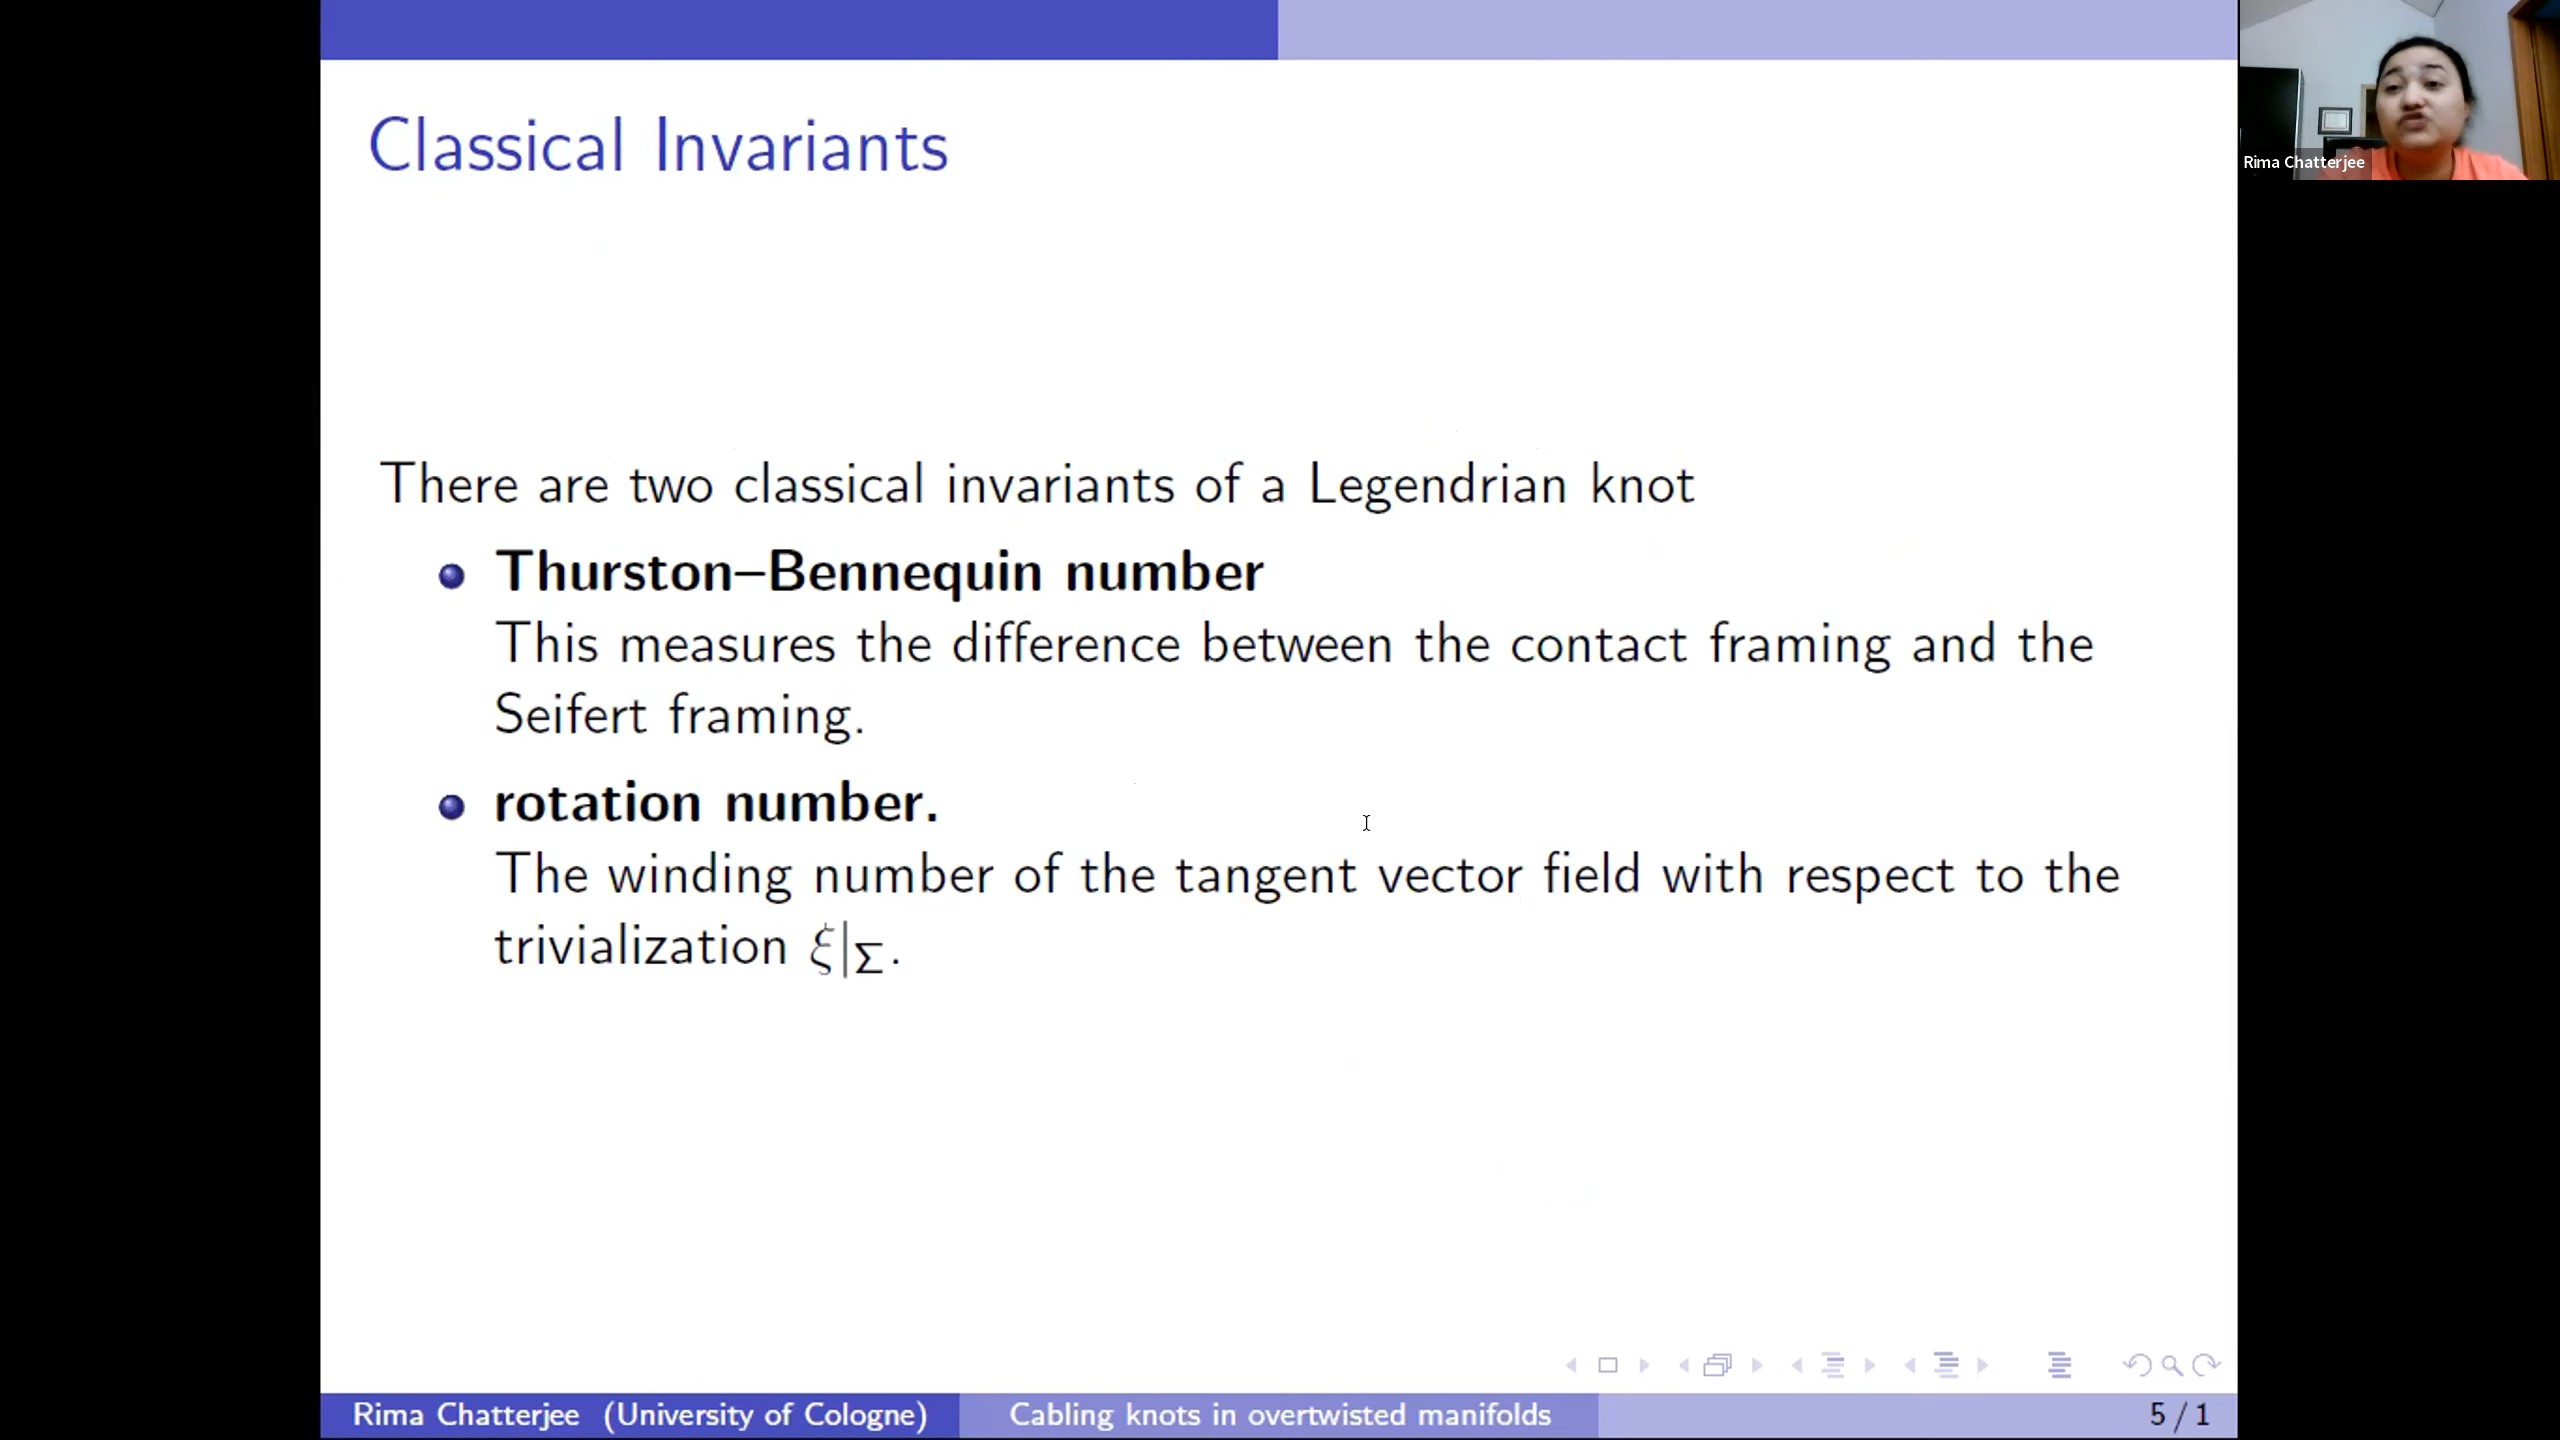 Classical Invariants
Rima Chatterjee
There are two classical invariants of a Legendrian knot
Thurston–Bennequin number
This measures the difference between the contact framing and the
Seifert framing.
rotation number.
The winding number of the tangent vector field with respect to the
trivialization ξ|Σ.
Rima Chatterjee (University of Cologne)
Cabling knots in overtwisted manifolds
5 / 1